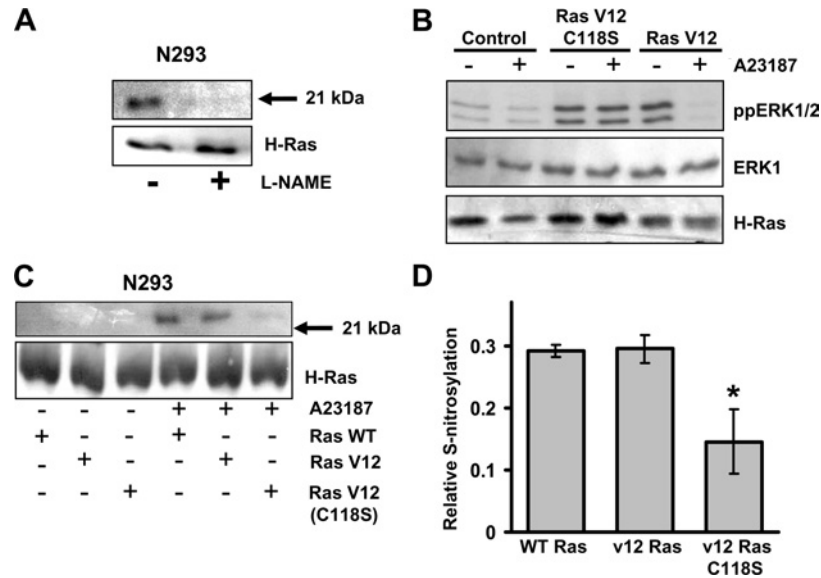 A
N293
21 kDa
H-Ras
- +
L-NAME
B
Control
Ras V12
C118S
Ras V12
- + - + - +
A23187
ppERK1/2
ERK1
H-Ras
C
N293
21 kDa
H-Ras
- - - + + + A23187
+ - - + - - Ras WT
- + - - + - Ras V12
- - + - - + Ras V12
(C118S)
D
Relative S-nitrosylation
0.3
0.1
0
*
WT Ras
v12 Ras
v12 Ras
C118S